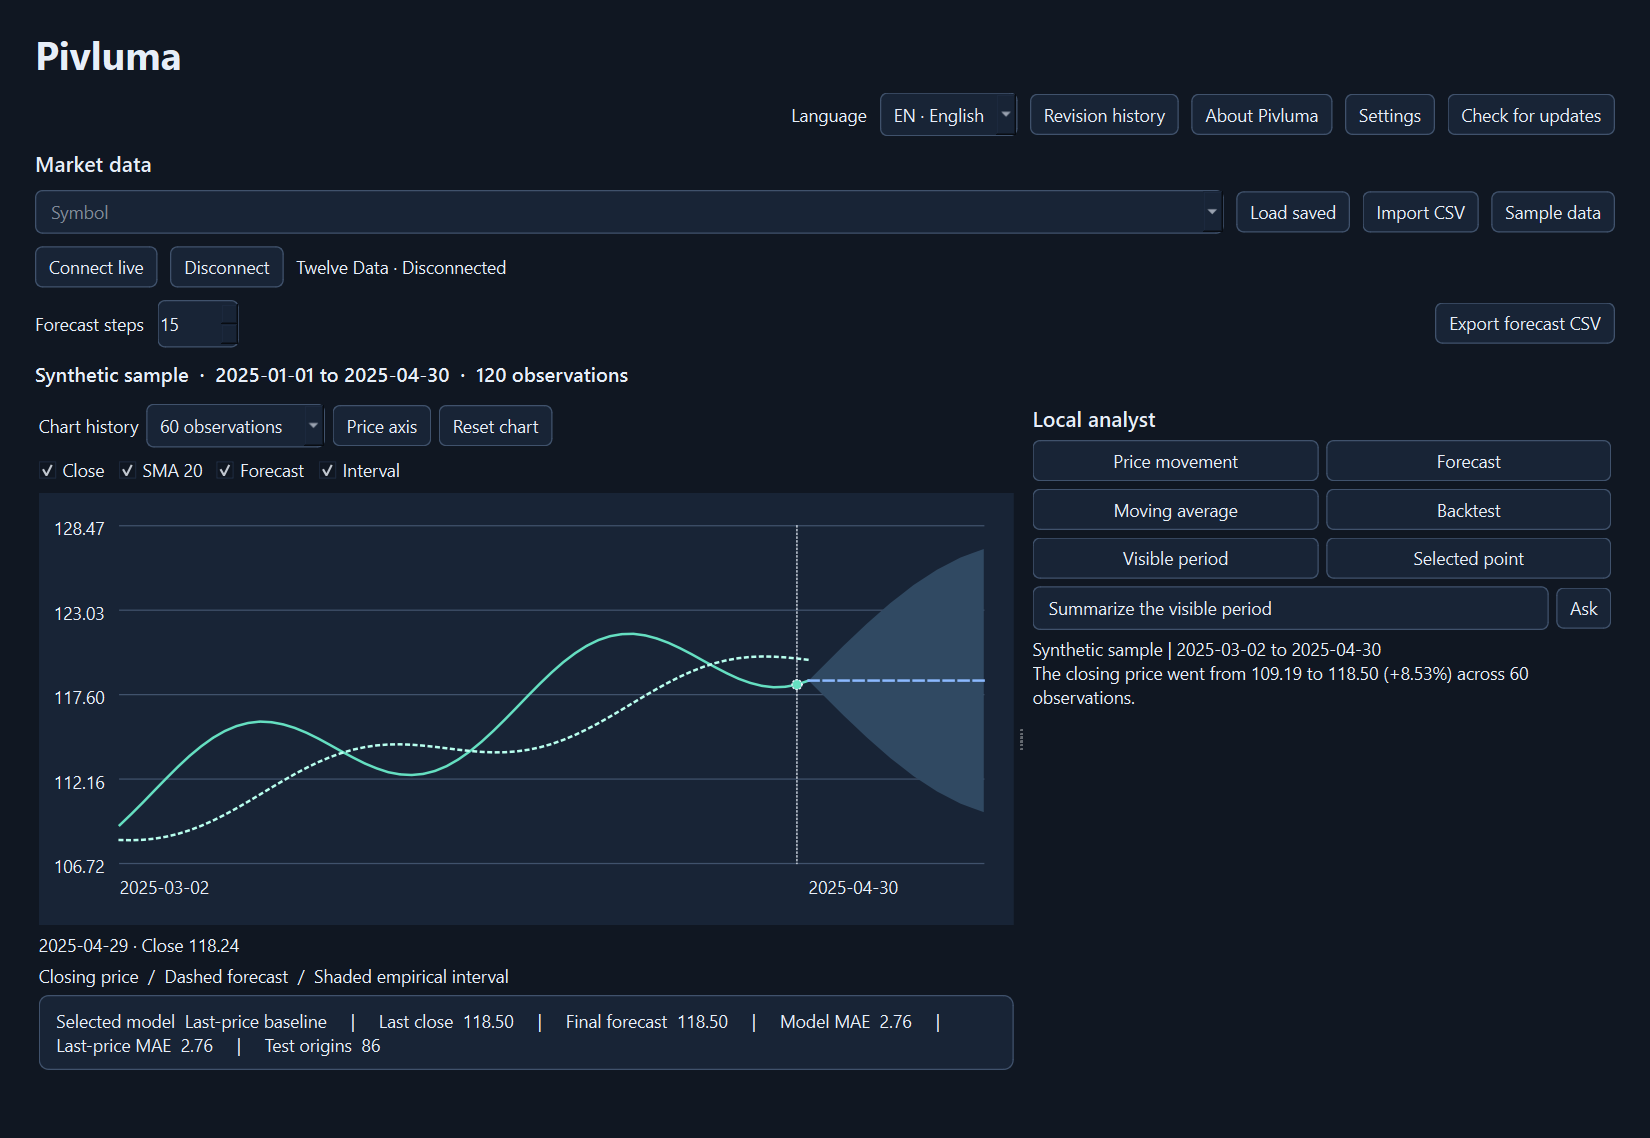 Pivluma
Language EN · English Revision history About Pivluma Settings Check for updates
Market data
Symbol Load saved Import CSV Sample data
Connect live Disconnect Twelve Data · Disconnected
Forecast steps 15 Export forecast CSV
Synthetic sample · 2025-01-01 to 2025-04-30 · 120 observations
Chart history 60 observations Price axis Reset chart
Close SMA 20 Forecast Interval
128.47
123.03
117.60
112.16
106.72
2025-03-02 2025-04-30
2025-04-29 · Close 118.24
Closing price / Dashed forecast / Shaded empirical interval
Selected model Last-price baseline | Last close 118.50 | Final forecast 118.50 | Model MAE 2.76 |
Last-price MAE 2.76 | Test origins 86
Local analyst
Price movement Forecast
Moving average Backtest
Visible period Selected point
Summarize the visible period Ask
Synthetic sample | 2025-03-02 to 2025-04-30
The closing price went from 109.19 to 118.50 (+8.53%) across 60
observations.